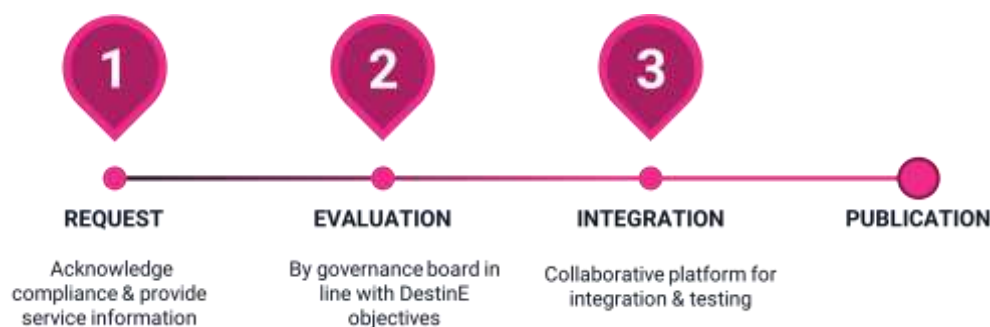 1
2
3
REQUEST
EVALUATION
INTEGRATION
PUBLICATION
Acknowledge
compliance & provide
service information
By governance board in
line with DestinE
objectives
Collaborative platform for
integration & testing